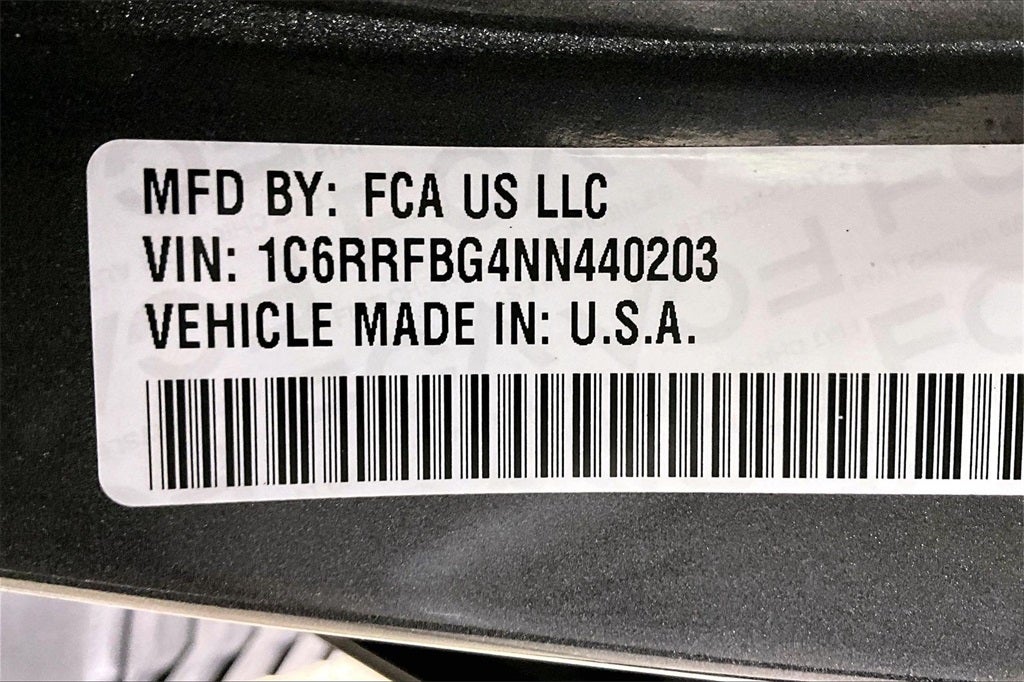 MFD BY: FCA US LLC
VIN: 1C6RRFBG4NN440203
VEHICLE MADE IN: U.S.A.